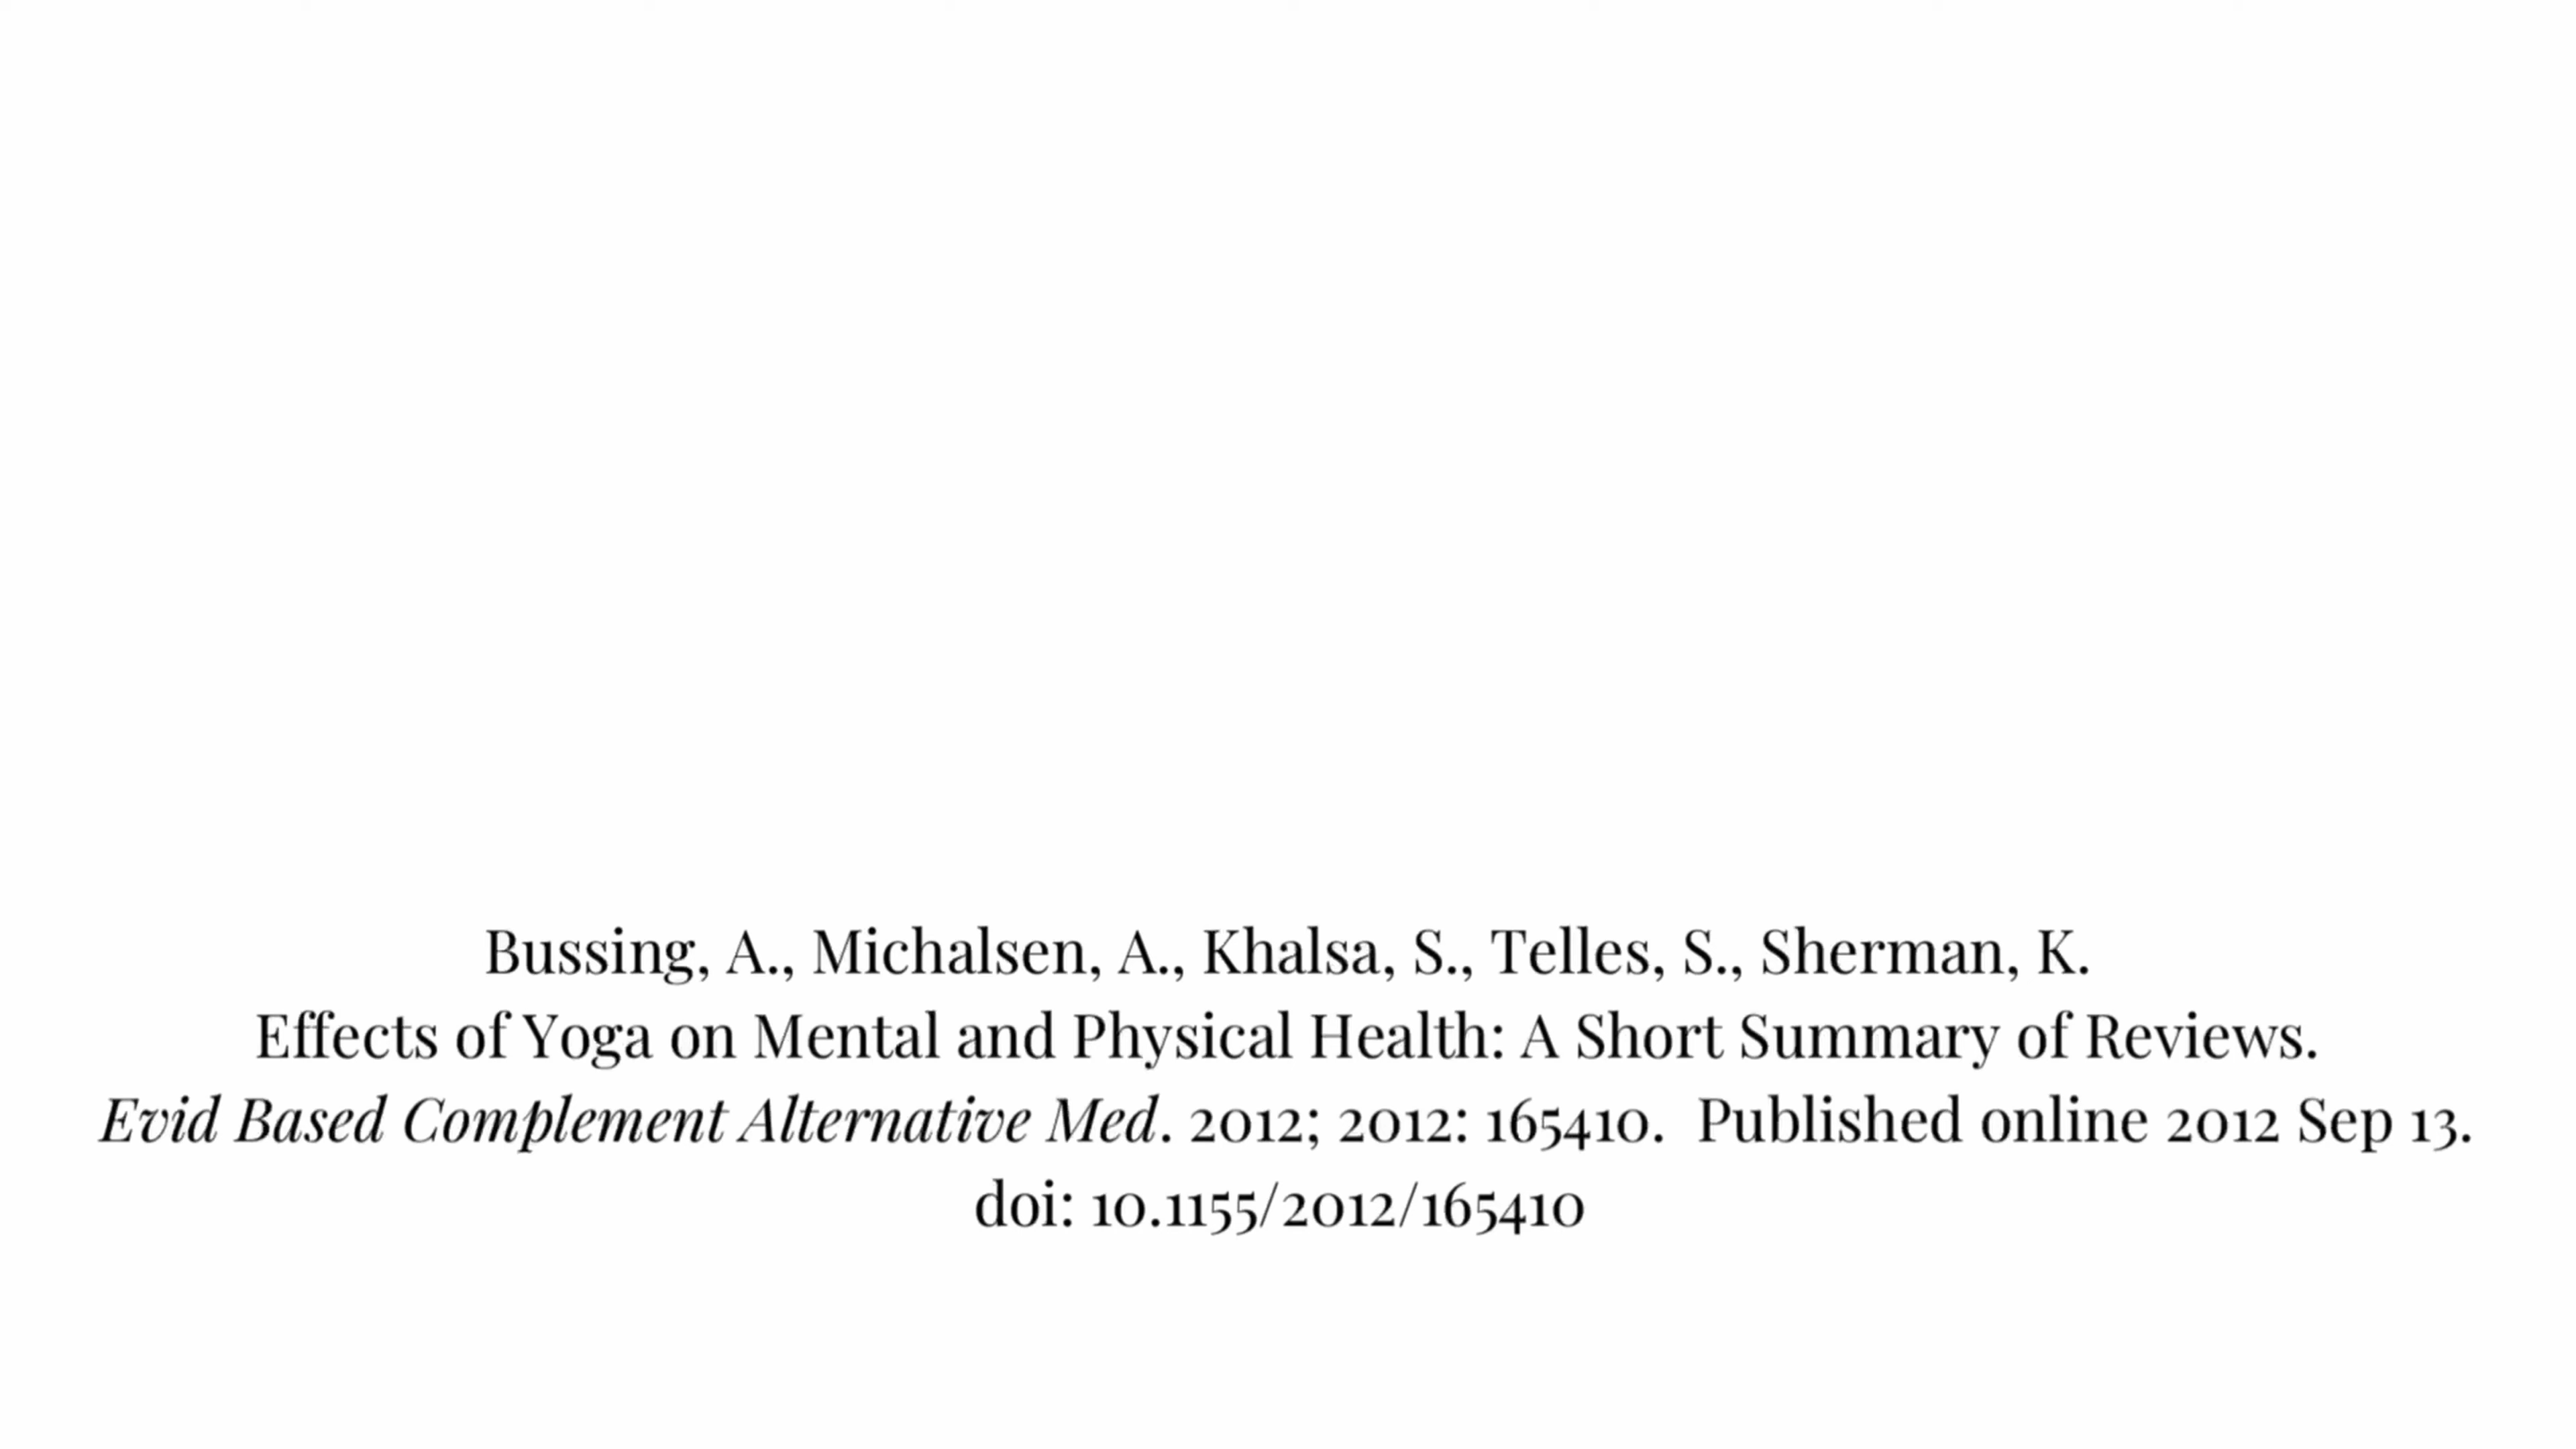 Bussing, A., Michalsen, A., Khalsa, S., Telles, S., Sherman, K.
Effects of Yoga on Mental and Physical Health: A Short Summary of Reviews.
Evid Based Complement Alternative Med. 2012; 2012: 165410.  Published online 2012 Sep 13.
doi: 10.1155/2012/165410